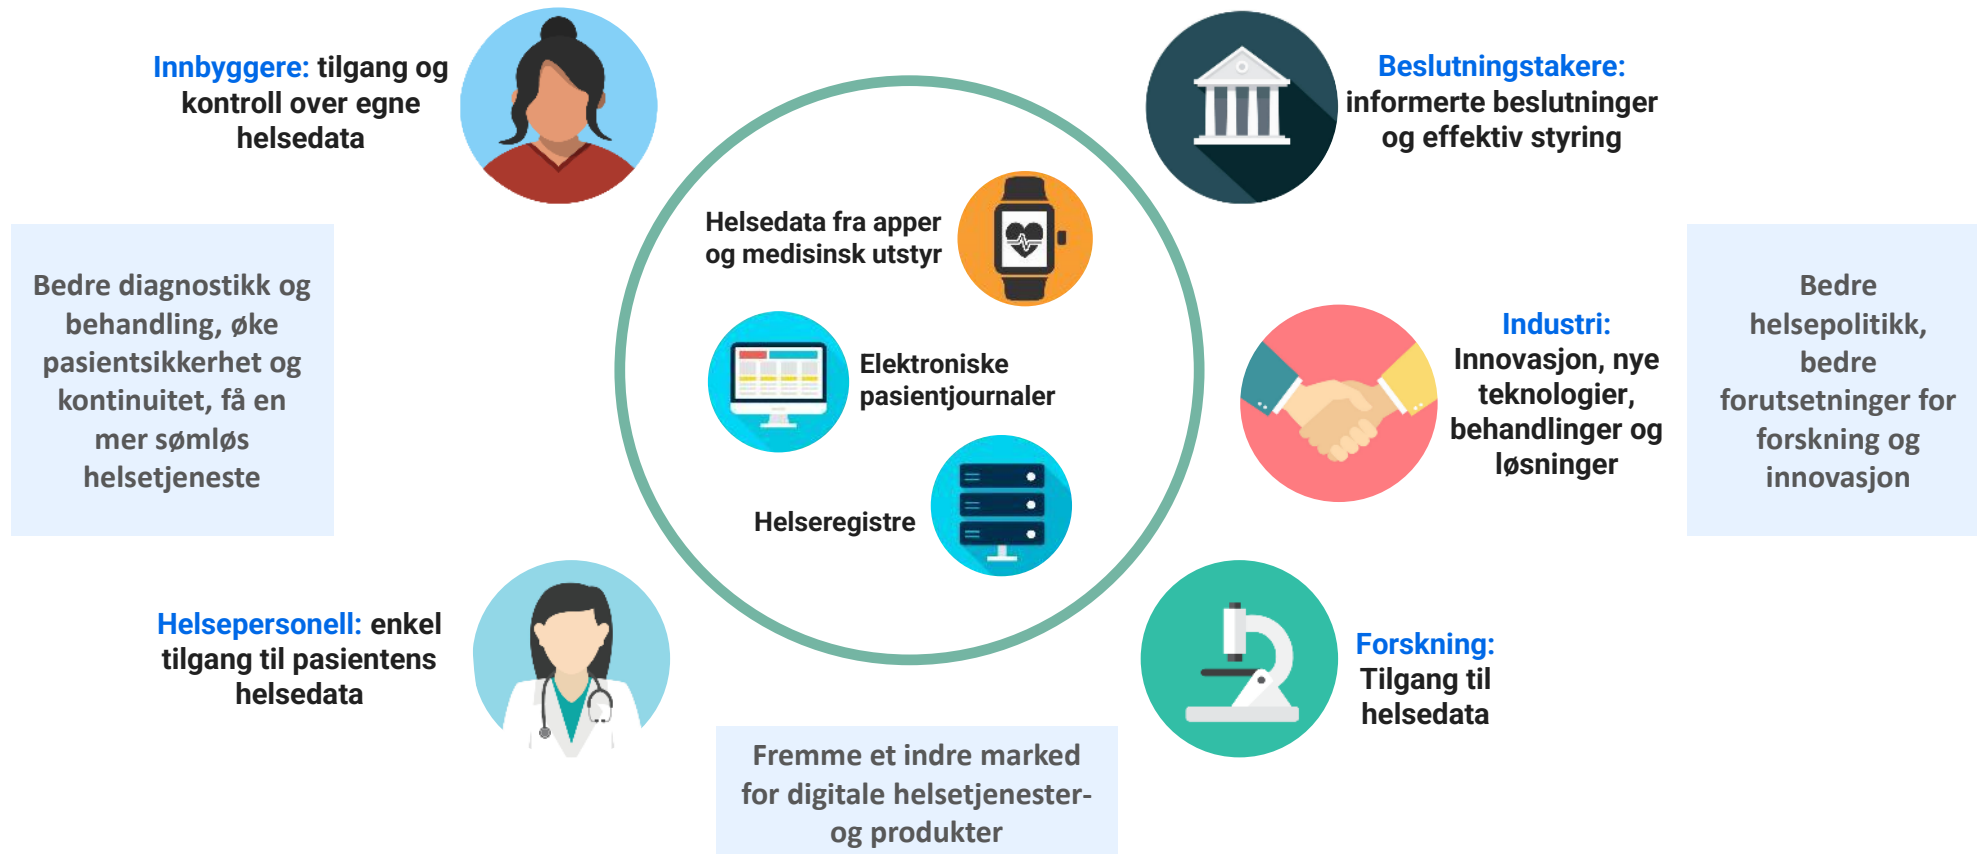 Innbyggere: tilgang og
kontroll over egne
helsedata
Beslutningstakere:
informerte beslutninger
og effektiv styring
Helsedata fra apper
og medisinsk utstyr
Bedre diagnostikk og
behandling, øke
pasientsikkerhet og
kontinuitet, få en
mer sømløs
helsetjeneste
Elektroniske
pasientjournaler
Industri:
Innovasjon, nye
teknologier,
behandlinger og
løsninger
Bedre
helsepolitikk,
bedre
forutsetninger for
forskning og
innovasjon
Helseregistre
Helsepersonell: enkel
tilgang til pasientens
helsedata
Forskning:
Tilgang til
helsedata
Fremme et indre marked
for digitale helsetjenester-
og produkter